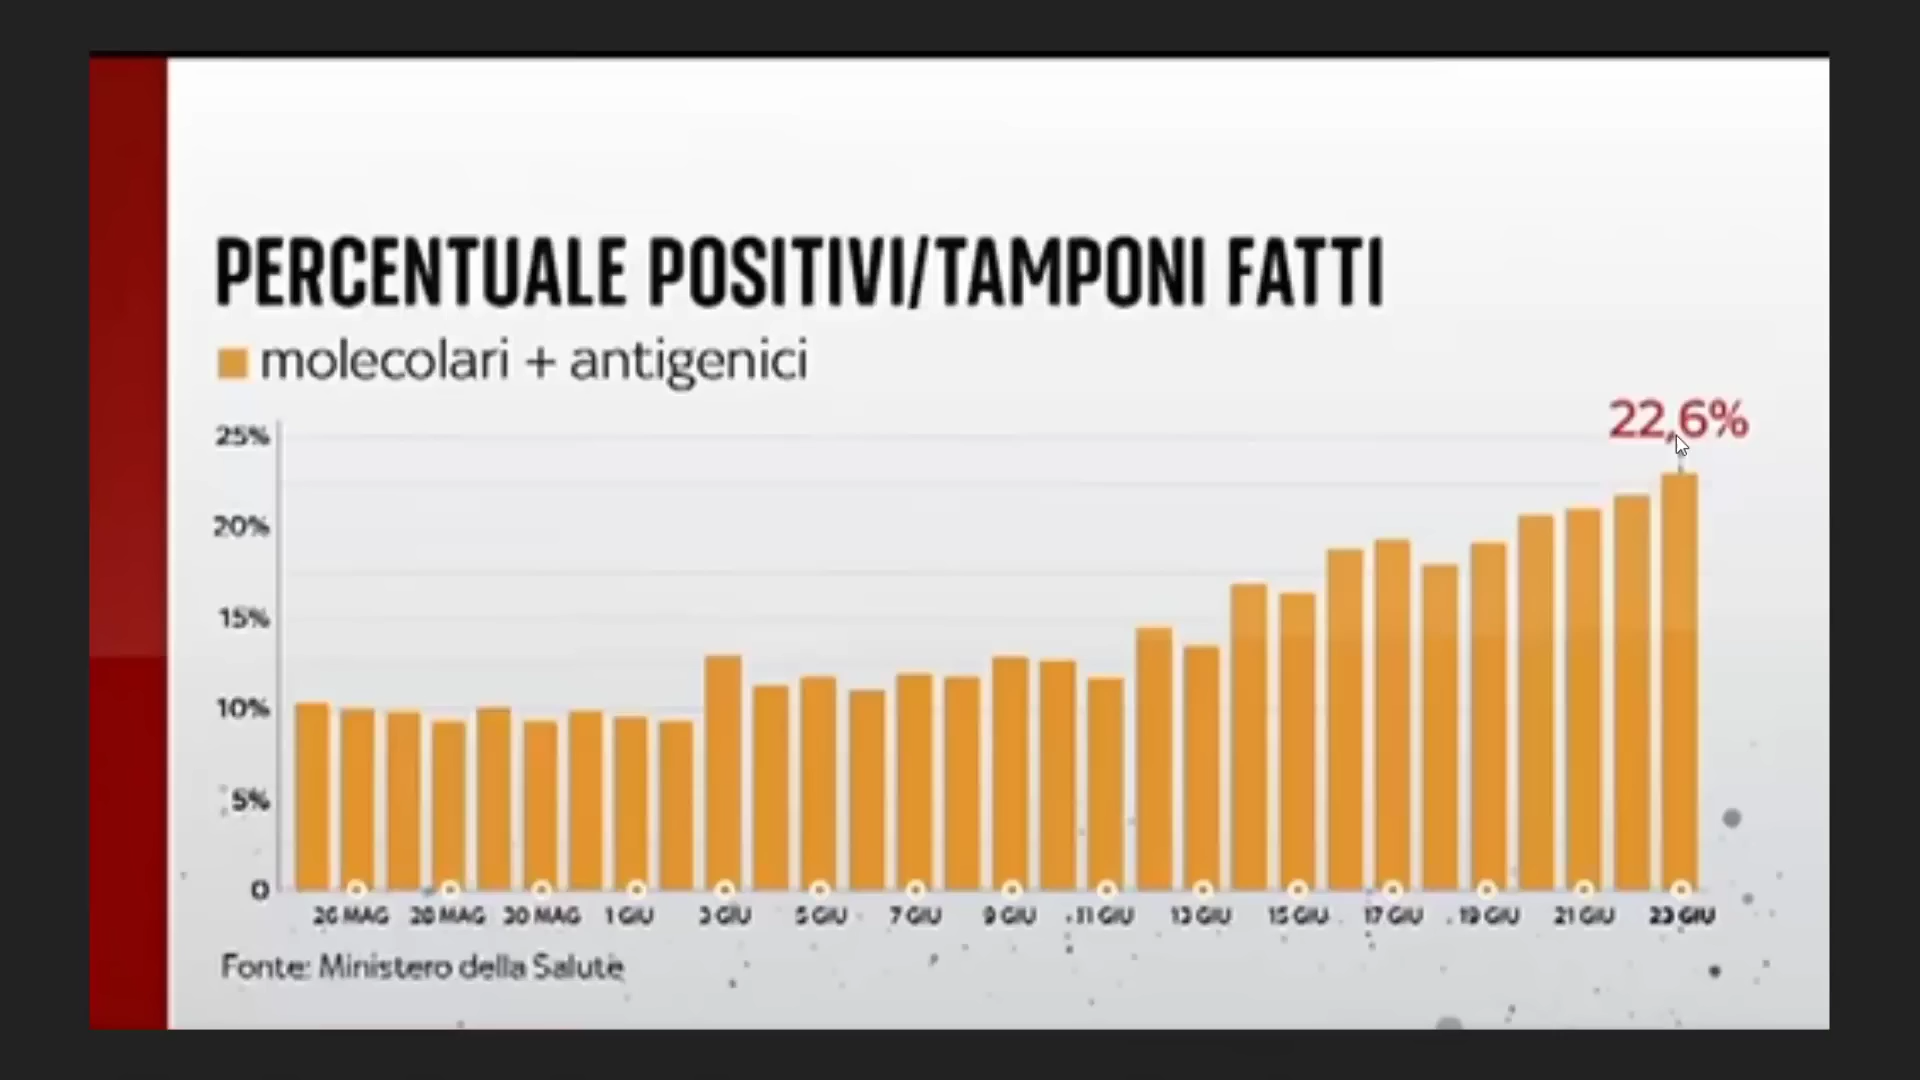 PERCENTUALE POSITIVI/TAMPONI FATTI
molecolari + antigenici
22,6%
25%
20%
15%
10%
5%
0
26 MAG 28 MAG 30 MAG 1 GIU 3 GIU 5 GIU 7 GIU 9 GIU 11 GIU 13 GIU 15 GIU 17 GIU 19 GIU 21 GIU 23 GIU
Fonte: Ministero della Salute